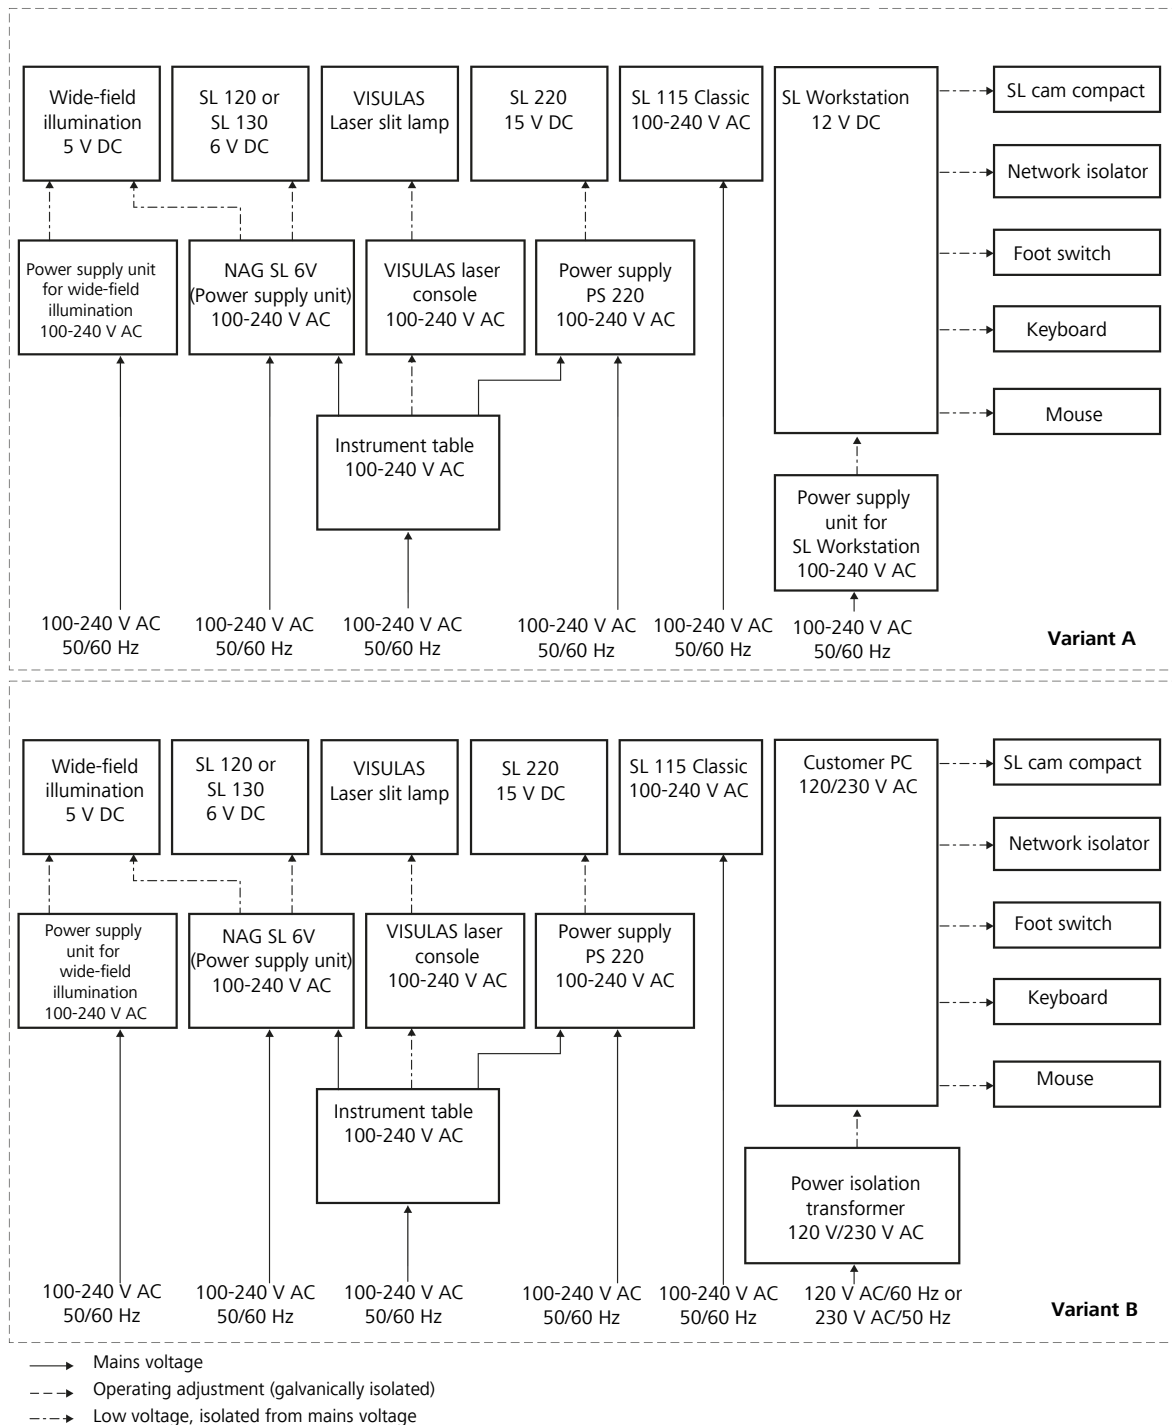 Wide-field
illumination
5 V DC
SL 120 or
SL 130
6 V DC
VISULAS
Laser slit lamp
SL 220
15 V DC
SL 115 Classic
100-240 V AC
SL Workstation
12 V DC
SL cam compact
Network isolator
Foot switch
Keyboard
Mouse
Power supply unit
for wide-field
illumination
100-240 V AC
NAG SL 6V
(Power supply unit)
100-240 V AC
VISULAS laser
console
100-240 V AC
Power supply
PS 220
100-240 V AC
Instrument table
100-240 V AC
Power supply
unit for
SL Workstation
100-240 V AC
100-240 V AC
50/60 Hz
100-240 V AC
50/60 Hz
100-240 V AC
50/60 Hz
100-240 V AC
50/60 Hz
100-240 V AC
50/60 Hz
100-240 V AC
50/60 Hz
Variant A
Wide-field
illumination
5 V DC
SL 120 or
SL 130
6 V DC
VISULAS
Laser slit lamp
SL 220
15 V DC
SL 115 Classic
100-240 V AC
Customer PC
120/230 V AC
SL cam compact
Network isolator
Foot switch
Keyboard
Mouse
Power supply
unit for
wide-field
illumination
100-240 V AC
NAG SL 6V
(Power supply unit)
100-240 V AC
VISULAS laser
console
100-240 V AC
Power supply
PS 220
100-240 V AC
Instrument table
100-240 V AC
Power isolation
transformer
120 V/230 V AC
100-240 V AC
50/60 Hz
100-240 V AC
50/60 Hz
100-240 V AC
50/60 Hz
100-240 V AC
50/60 Hz
100-240 V AC
50/60 Hz
120 V AC/60 Hz or
230 V AC/50 Hz
Variant B
Mains voltage
Operating adjustment (galvanically isolated)
Low voltage, isolated from mains voltage